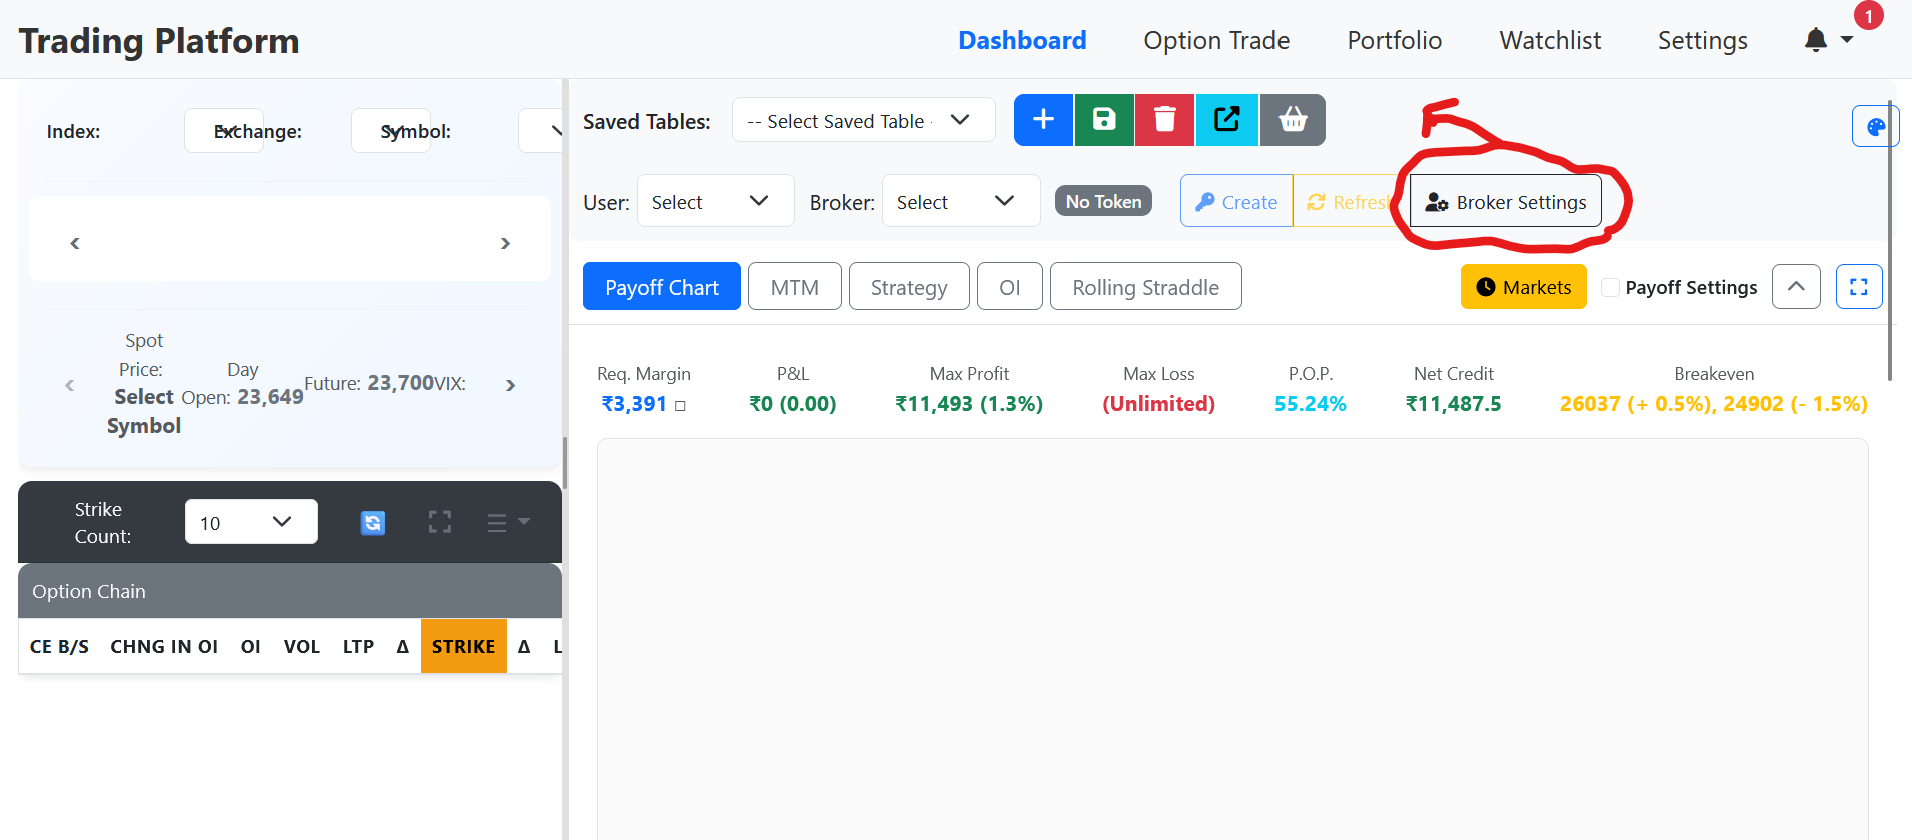 Trading Platform
Dashboard Option Trade Portfolio Watchlist Settings 1
Index: Exchange: Symbol:
Saved Tables: -- Select Saved Table
User: Select Broker: Select No Token Create Refresh Broker Settings
Payoff Chart MTM Strategy OI Rolling Straddle Markets Payoff Settings
Spot
Price:
Select
Symbol
Day
Open: 23,649
Future: 23,700 VIX:
Req. Margin P&L Max Profit Max Loss P.O.P. Net Credit Breakeven
₹3,391 ₹0 (0.00) ₹11,493 (1.3%) (Unlimited) 55.24% ₹11,487.5 26037 (+ 0.5%), 24902 (- 1.5%)
Strike
Count:
10
Option Chain
CE B/S CHNG IN OI OI VOL LTP Δ STRIKE Δ L